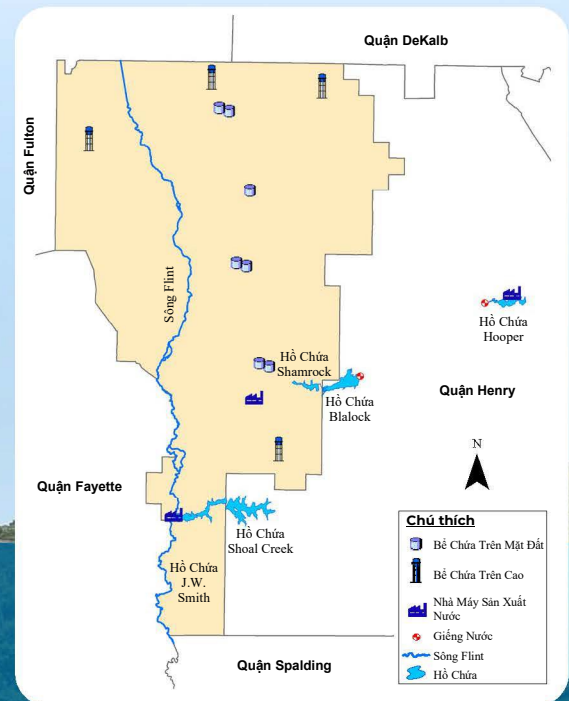 Quận DeKalb
Quận Fulton
Sông Flint
Hồ Chứa
Hooper
Hồ Chứa
Shamrock
Hồ Chứa
Blalock
Quận Henry
N
Quận Fayette
Hồ Chứa
Shoal Creek
Hồ Chứa
J.W.
Smith
Quận Spalding
Chú thích
Bể Chứa Trên Mặt Đất
Bể Chứa Trên Cao
Nhà Máy Sản Xuất
Nước
Giếng Nước
Sông Flint
Hồ Chứa